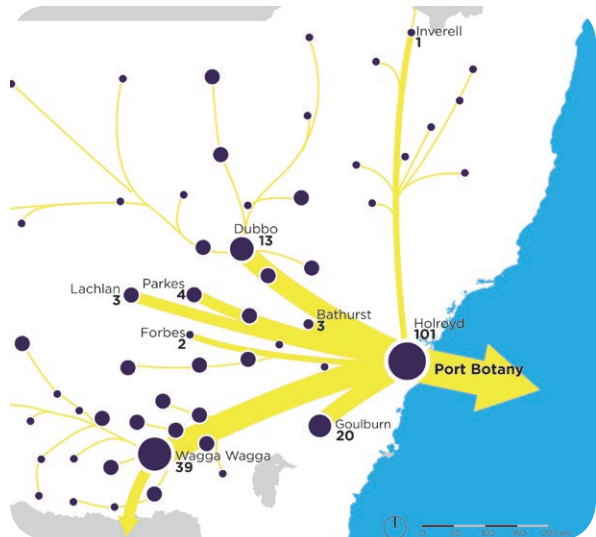 Inverell
1
Dubbo
13
Lachlan
3
Parkes
4
Bathurst
3
Forbes
2
Holroyd
101
Port Botany
Goulburn
20
Wagga Wagga
39